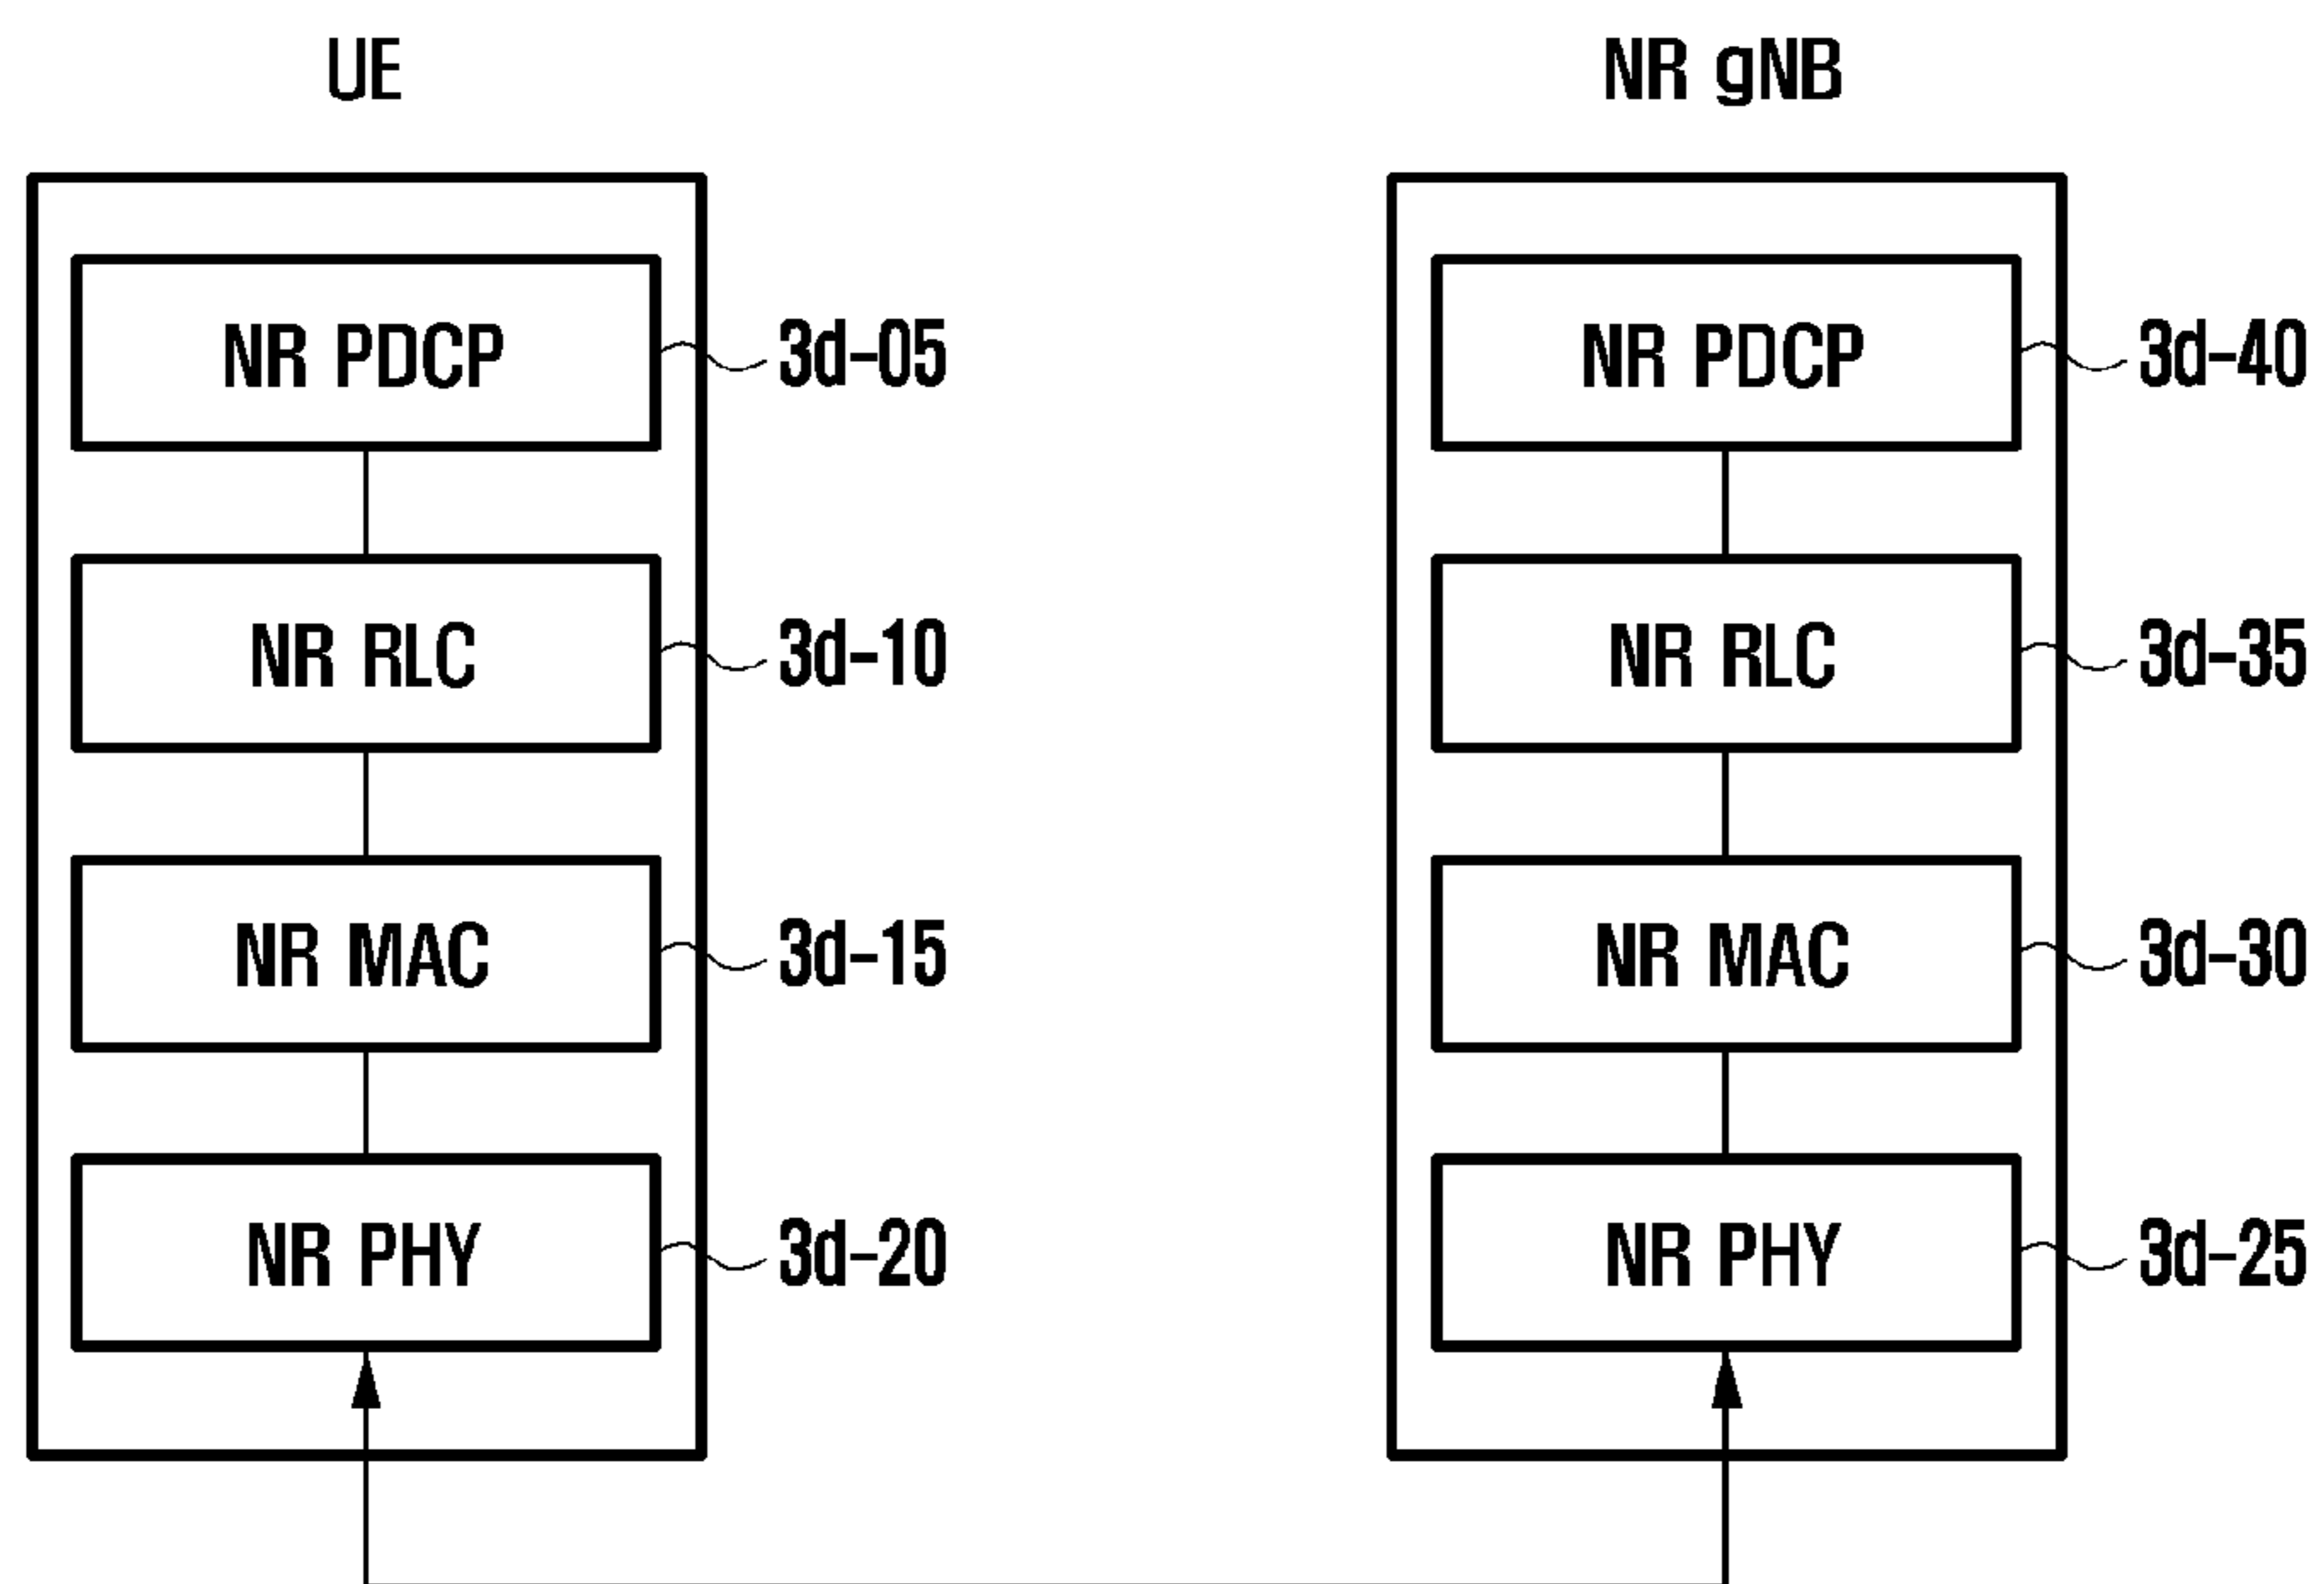 UE
NR gNB
NR PDCP
3d-05
NR PDCP
3d-40
NR RLC
3d-10
NR RLC
3d-35
NR MAC
3d-15
NR MAC
3d-30
NR PHY
3d-20
NR PHY
3d-25